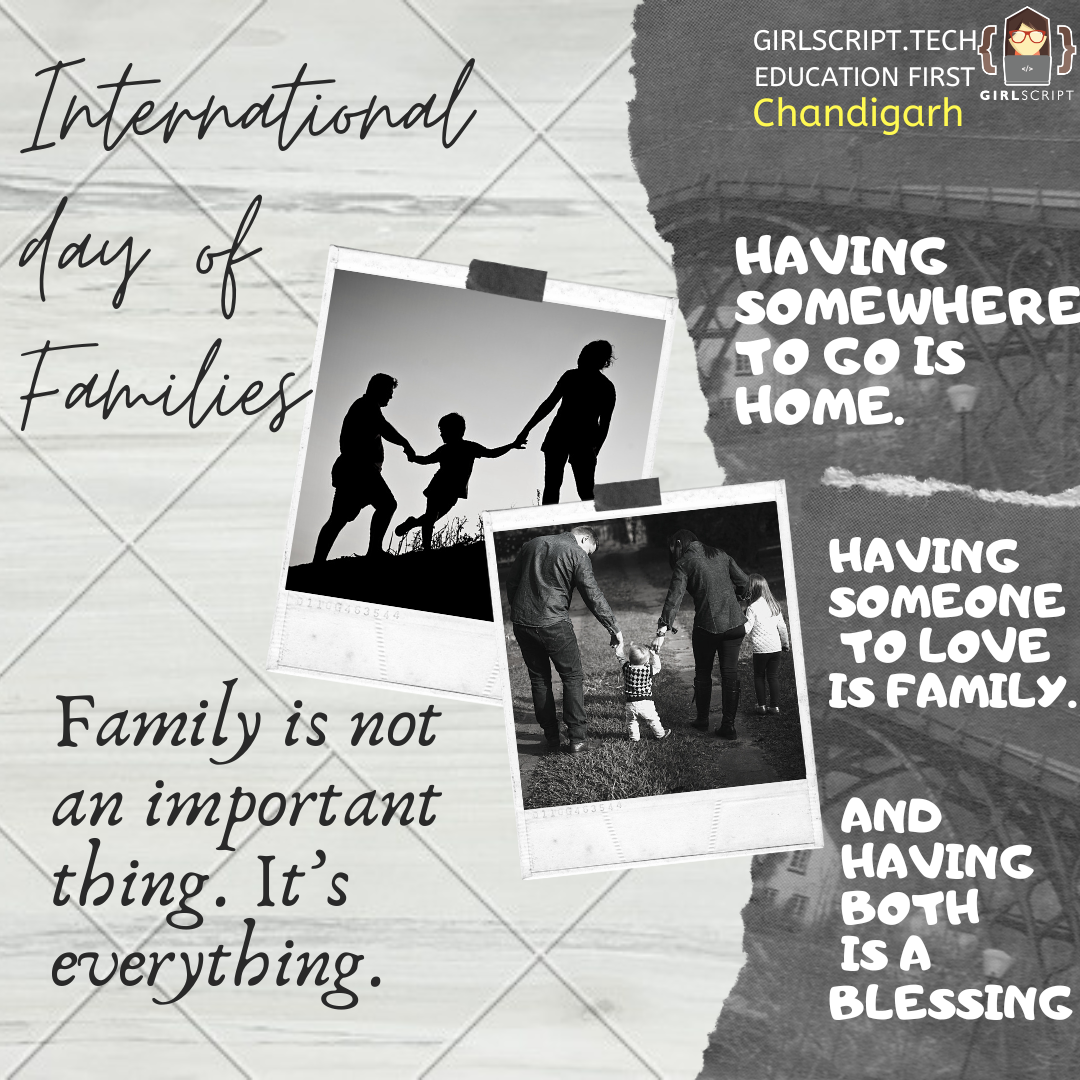 International
day of
Families
GIRLSCRIPT.TECH
EDUCATION FIRST
Chandigarh
</>
GIRLSCRIPT
HAVING
SOMEWHERE
TO GO IS
HOME.
HAVING
SOMEONE
TO LOVE
IS FAMILY.
AND
HAVING
BOTH
IS A
BLESSING
Family is not
an important
thing. It's
everything.